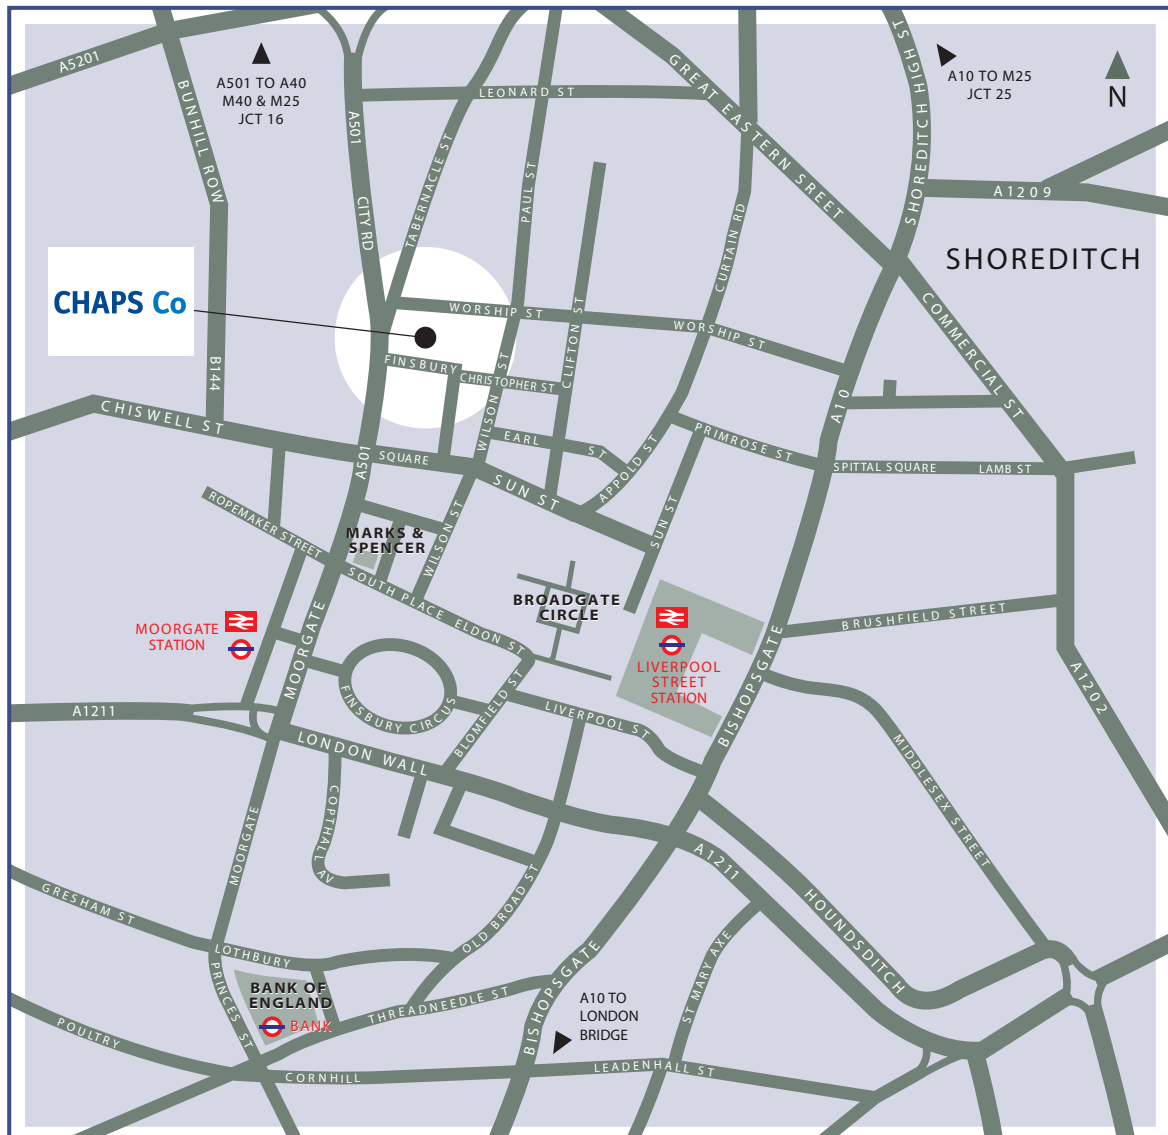 A5201
BUNHILL ROW
A501 TO A40
M40 & M25
JCT 16
A501
LEONARD ST
GREAT EASTERN SREET
SHOREDITCH HIGH ST
A10 TO M25
JCT 25
N
TABERNACLE ST
PAUL ST
CITY RD
CURTAIN RD
A1209
SHOREDITCH
CHAPS Co
WORSHIP ST
WORSHIP ST
COMMERCIAL ST
CLIFTON ST
B144
FINSBURY
CHRISTOPHER ST
WILSON ST
A10
CHISWELL ST
A501
SQUARE
EARL ST
APPOLD ST
PRIMROSE ST
SPITTAL SQUARE
LAMB ST
SUN ST
SUN ST
ROPEMAKER STREET
MARKS &
SPENCER
WILSON ST
SOUTH PLACE
ELDON ST
BROADGATE
CIRCLE
MOORGATE
STATION
MOORGATE
LIVERPOOL
STREET
STATION
BRUSHFIELD STREET
BISHOPSGATE
A1202
FINSBURY CIRCUS
BLOMFIELD ST
LIVERPOOL ST
A1211
LONDON WALL
MIDDLESEX STREET
COPTHALL AV
MOORGATE
A1211
HOUNDSDITCH
GRESHAM ST
OLD BROAD ST
LOTHBURY
PRINCES ST
BANK OF
ENGLAND
BANK
THREADNEEDLE ST
BISHOPSGATE
A10 TO
LONDON
BRIDGE
ST MARY AXE
POULTRY
CORNHILL
LEADENHALL ST